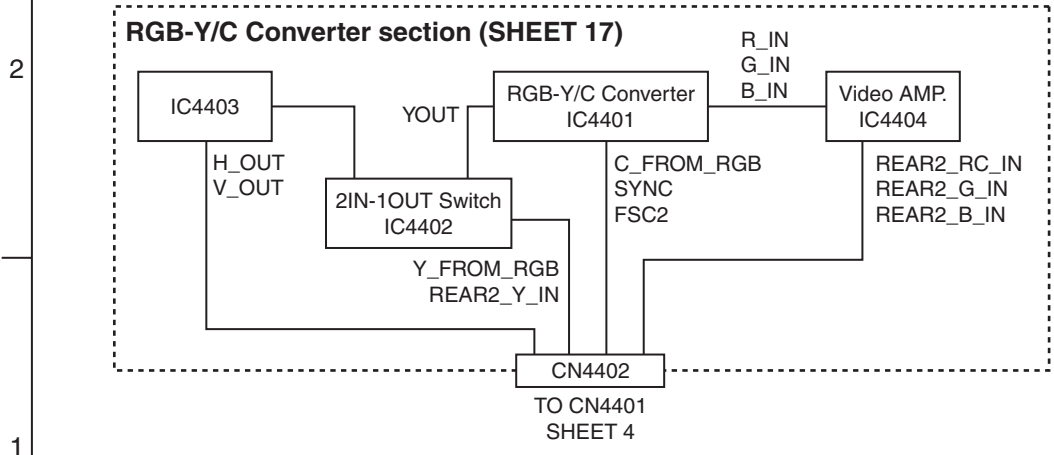 RGB-Y/C Converter section (SHEET 17)
2
IC4403
YOUT
RGB-Y/C Converter
IC4401
R_IN
G_IN
B_IN
Video AMP.
IC4404
H_OUT
V_OUT
2IN-1OUT Switch
IC4402
C_FROM_RGB
SYNC
FSC2
REAR2_RC_IN
REAR2_G_IN
REAR2_B_IN
Y_FROM_RGB
REAR2_Y_IN
CN4402
TO CN4401
SHEET 4
1